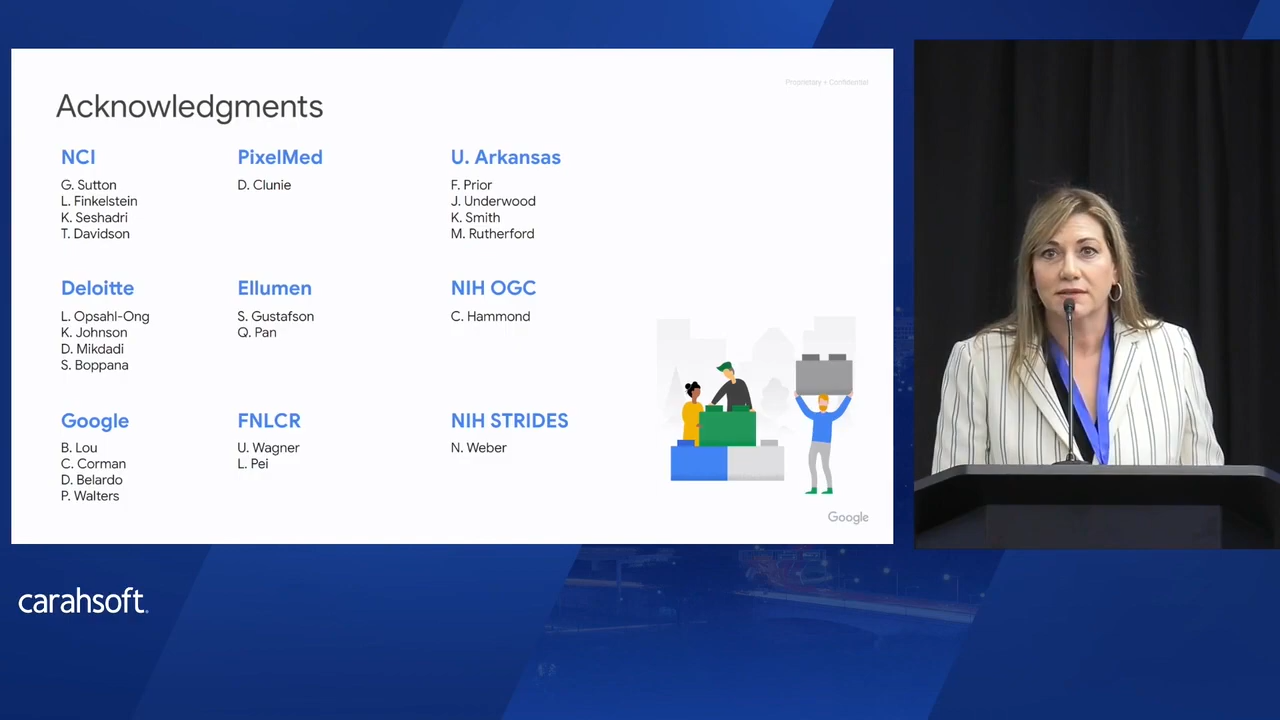 Proprietary + Confidential
Acknowledgments
NCI
G. Sutton
L. Finkelstein
K. Seshadri
T. Davidson
PixelMed
D. Clunie
U. Arkansas
F. Prior
J. Underwood
K. Smith
M. Rutherford
Deloitte
L. Opsahl-Ong
K. Johnson
D. Mikdadi
S. Boppana
Ellumen
S. Gustafson
Q. Pan
NIH OGC
C. Hammond
Google
B. Lou
C. Corman
D. Belardo
P. Walters
FNLCR
U. Wagner
L. Pei
NIH STRIDES
N. Weber
Google
carahsoft.